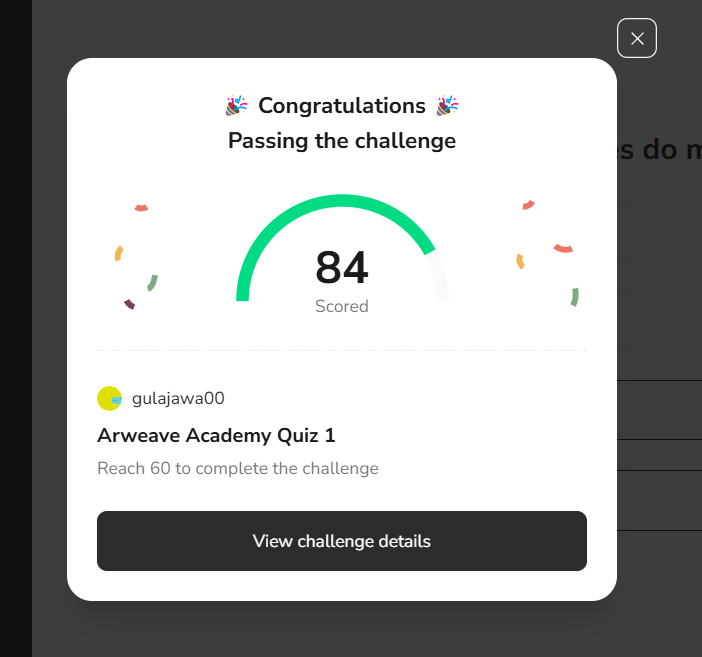 🎉 Congratulations 🎉
Passing the challenge
es do m
84
Scored
gulajawa00
Arweave Academy Quiz 1
Reach 60 to complete the challenge
View challenge details